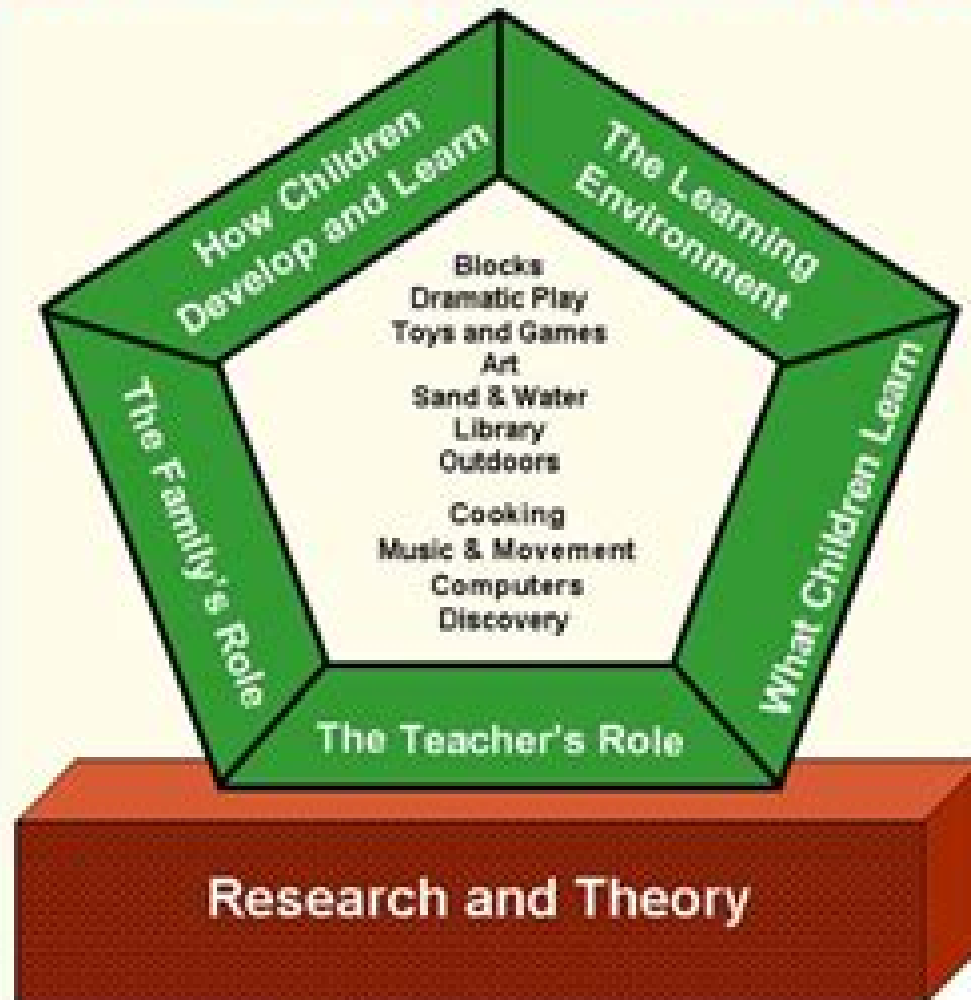 How Children
Develop and Learn
The Learning
Environment
Blocks
Dramatic Play
Toys and Games
Art
Sand & Water
Library
Outdoors
Cooking
Music & Movement
Computers
Discovery
The Family's Role
What Children Learn
The Teacher's Role
Research and Theory